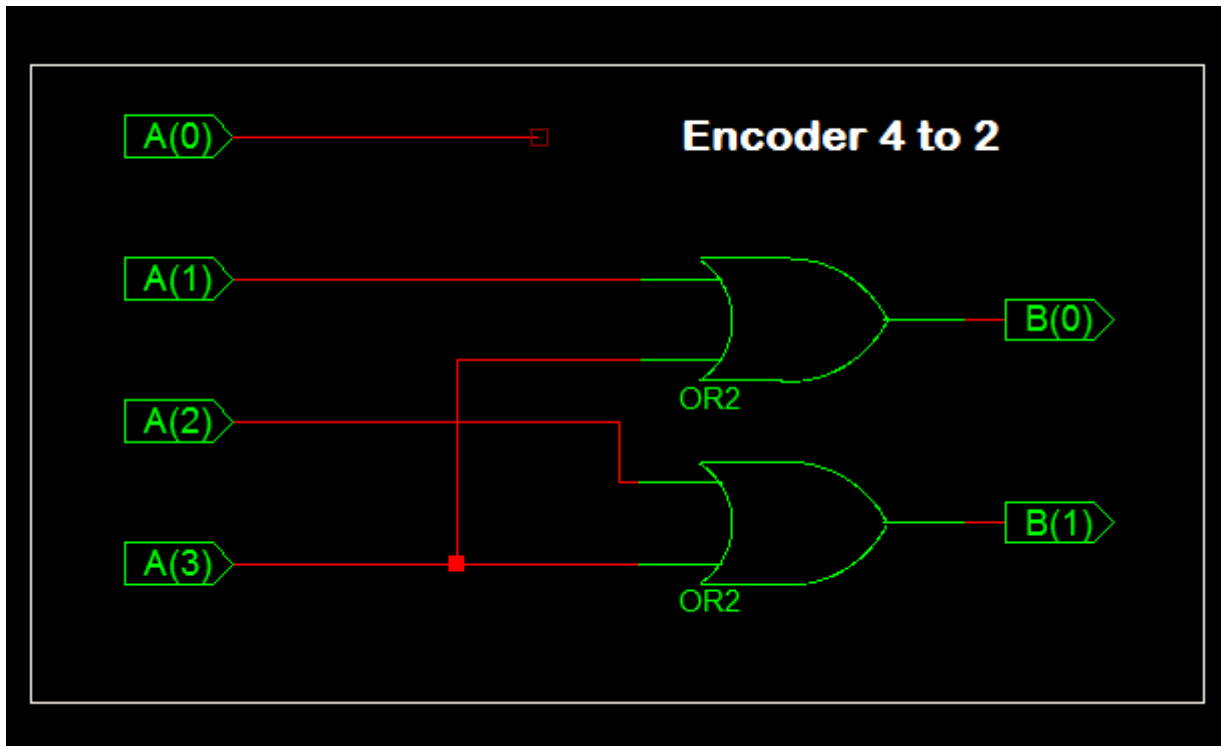 A(0)
Encoder 4 to 2
A(1)
B(0)
OR2
A(2)
B(1)
A(3)
OR2